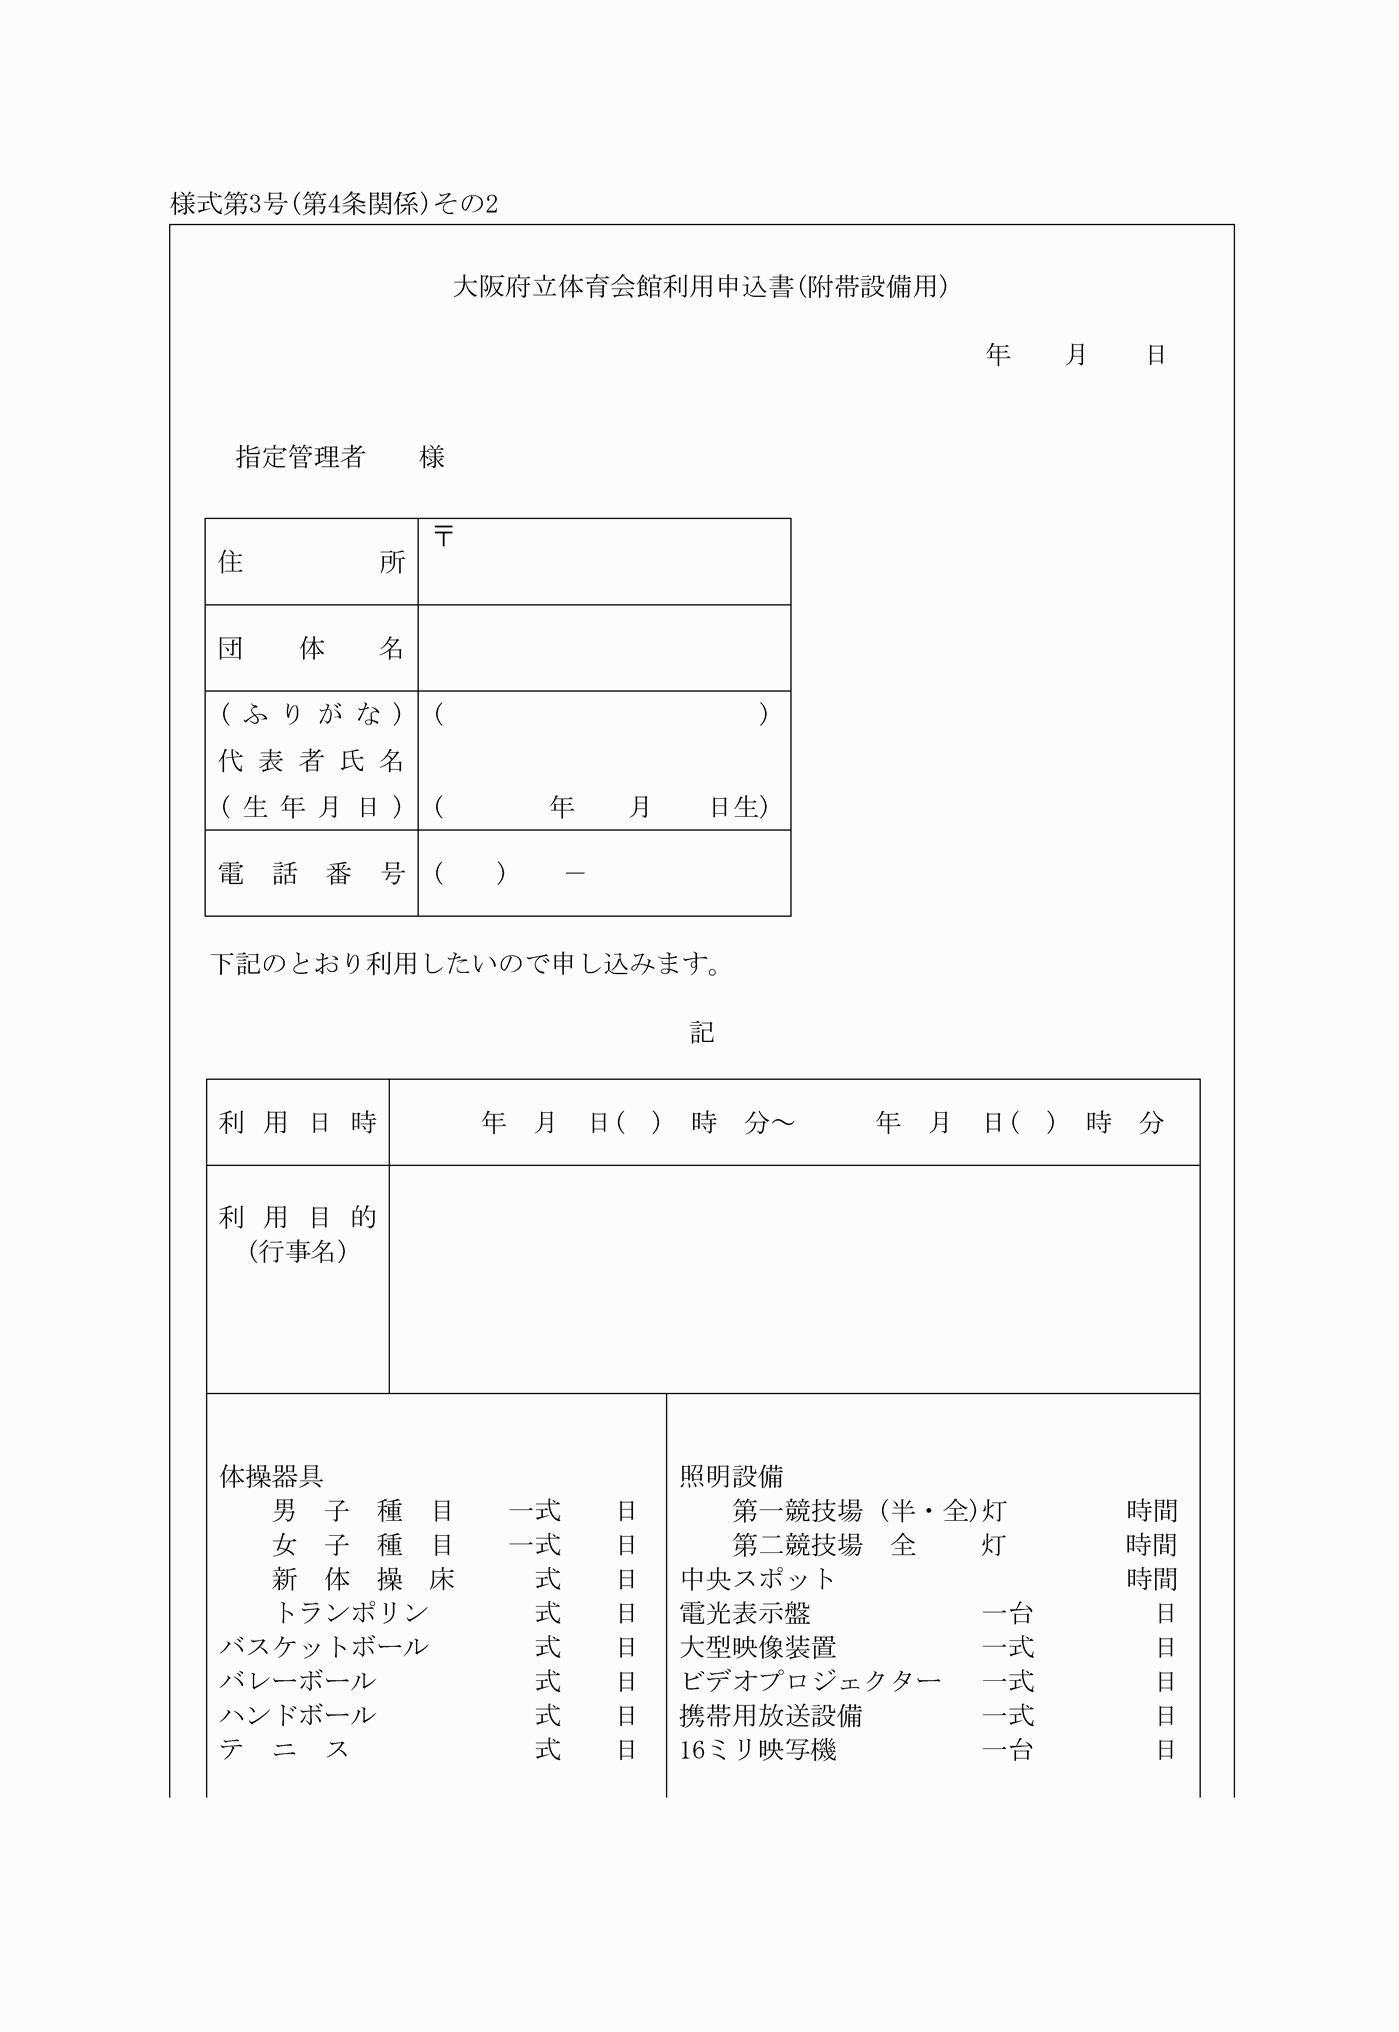 様式第3号(第4条関係)その2
大阪府立体育会館利用申込書(附帯設備用)
年　　月　　日
指定管理者　　様
住　　　　　所　〒
団　　体　　名
(ふりがな)　(　　　　　　　　　　　　)
代表者氏名
(生年月日)　(　　　　年　　月　　日生)
電　話　番　号　(　　)　　－
下記のとおり利用したいので申し込みます。
記
利用日時　　　年　月　日(　)　時　分～　　　年　月　日(　)　時　分
利用目的
(行事名)
体操器具
男　子　種　目　　一式　　日
女　子　種　目　　一式　　日
新　体　操　床　　　式　　日
トランポリン　　　　式　　日
バスケットボール　　　　式　　日
バレーボール　　　　　　式　　日
ハンドボール　　　　　　式　　日
テ　ニ　ス　　　　　　　式　　日
照明設備
第一競技場　(半・全)灯　　　　時間
第二競技場　全　　灯　　　　時間
中央スポット　　　　　　　　時間
電光表示盤　　　　　　一台　　　　日
大型映像装置　　　　　一式　　　　日
ビデオプロジェクター　一式　　　　日
携帯用放送設備　　　　一式　　　　日
16ミリ映写機　　　　　一台　　　　日